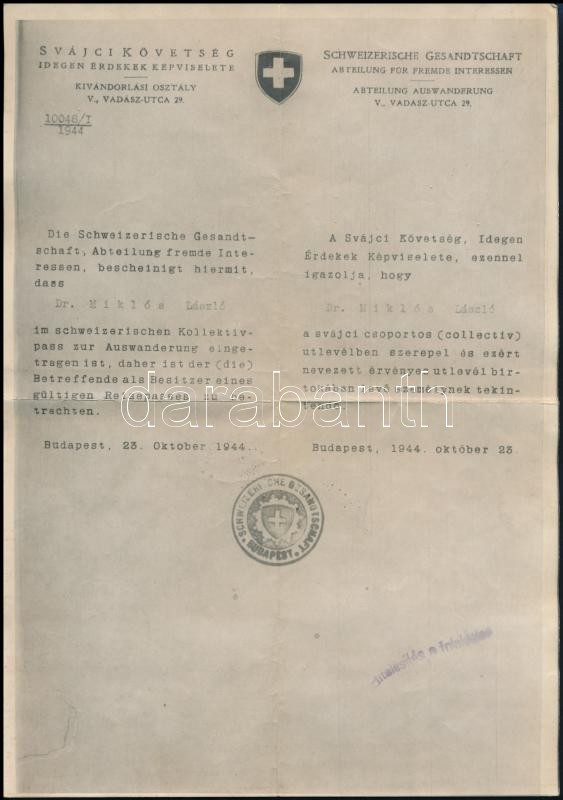 SVÁJCI KÖVETSÉG
IDEGEN ÉRDEKEK KÉPVISELETE
KIVÁNDORLÁSI OSZTÁLY
V., VADÁSZ-UTCA 29.
10046/I
1944
SCHWEIZERISCHE GESANDTSCHAFT
ABTEILUNG FÜR FREMDE INTERESSEN
ABTEILUNG AUSWANDERUNG
V., VADÁSZ-UTCA 29.
Die Schweizerische Gesandt-
schaft, Abteilung fremde Inte-
ressen, bescheinigt hiermit,
dass
Dr. Miklós László
im schweizerischen Kollektiv-
pass zur Auswanderung einge-
tragen ist, daher ist der (die)
Betreffende als Besitzer eines
gültigen Reisepasses zu be-
trachten.
Budapest, 23. Oktober 1944.
A Svájci Követség, Idegen
Érdekek Képviselete, ezennel
igazolja, hogy
Dr. Miklós László
a svájci csoportos (collectiv)
utlevélben szerepel és ezért
nevezett érvényes utlevél bir-
tokában levő személynek tekin-
tendő.
Budapest, 1944. október 23.
SCHWEIZERISCHE GESANDTSCHAFT
BUDAPEST
darabanth